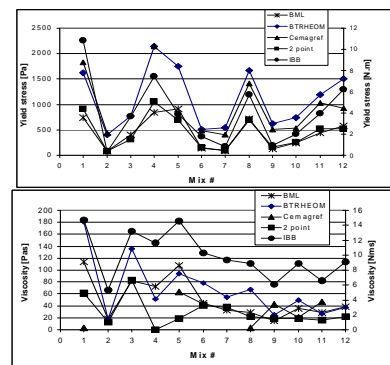 BML
BTRHEOM
Cemagref
2 point
IBB
Yield stress [Pa]
2500
2000
1500
1000
500
0
12
10
8
6
4
2
0
Yield stress [N.m]
1 2 3 4 5 6 7 8 9 10 11 12
Mix #
BML
BTRHEOM
Cemagref
2 point
IBB
Viscosity [Pas]
200
180
160
140
120
100
80
60
40
20
0
16
14
12
10
8
6
4
2
0
Viscosity [Nms]
0 1 2 3 4 5 6 7 8 9 10 11 12
Mix #